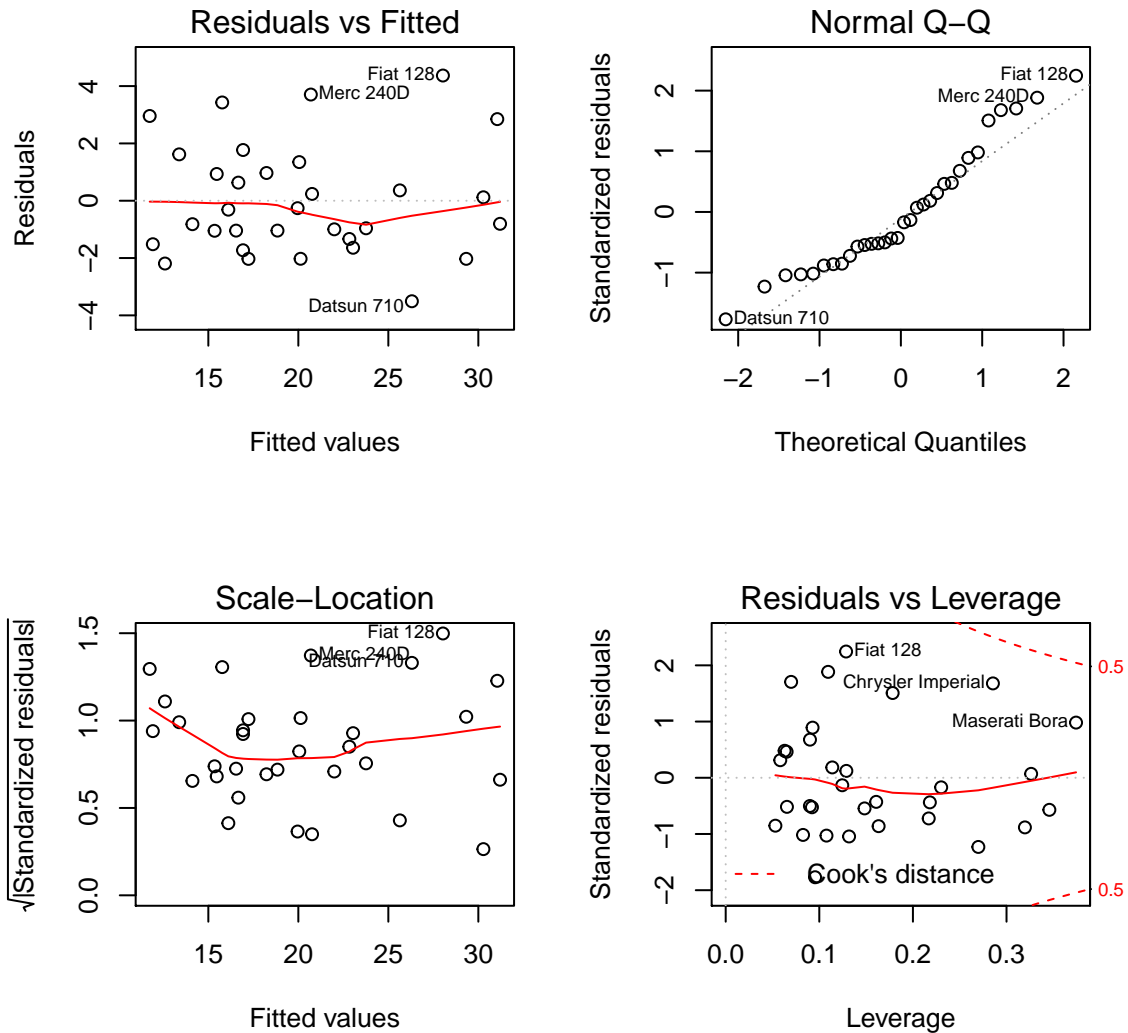 Residuals vs Fitted
Residuals
4
2
0
−2
−4
Fiat 128
Merc 240D
Datsun 710
15 20 25 30
Fitted values
Normal Q−Q
Standardized residuals
2
1
0
−1
Fiat 128
Merc 240D
Datsun 710
−2 −1 0 1 2
Theoretical Quantiles
Scale−Location
√|Standardized residuals|
1.5
1.0
0.5
0.0
Fiat 128
Merc 240D
Datsun 710
15 20 25 30
Fitted values
Residuals vs Leverage
Standardized residuals
2
1
0
−1
−2
Fiat 128
Chrysler Imperial
Maserati Bora
Cook's distance
0.5
0.5
0.0 0.1 0.2 0.3
Leverage